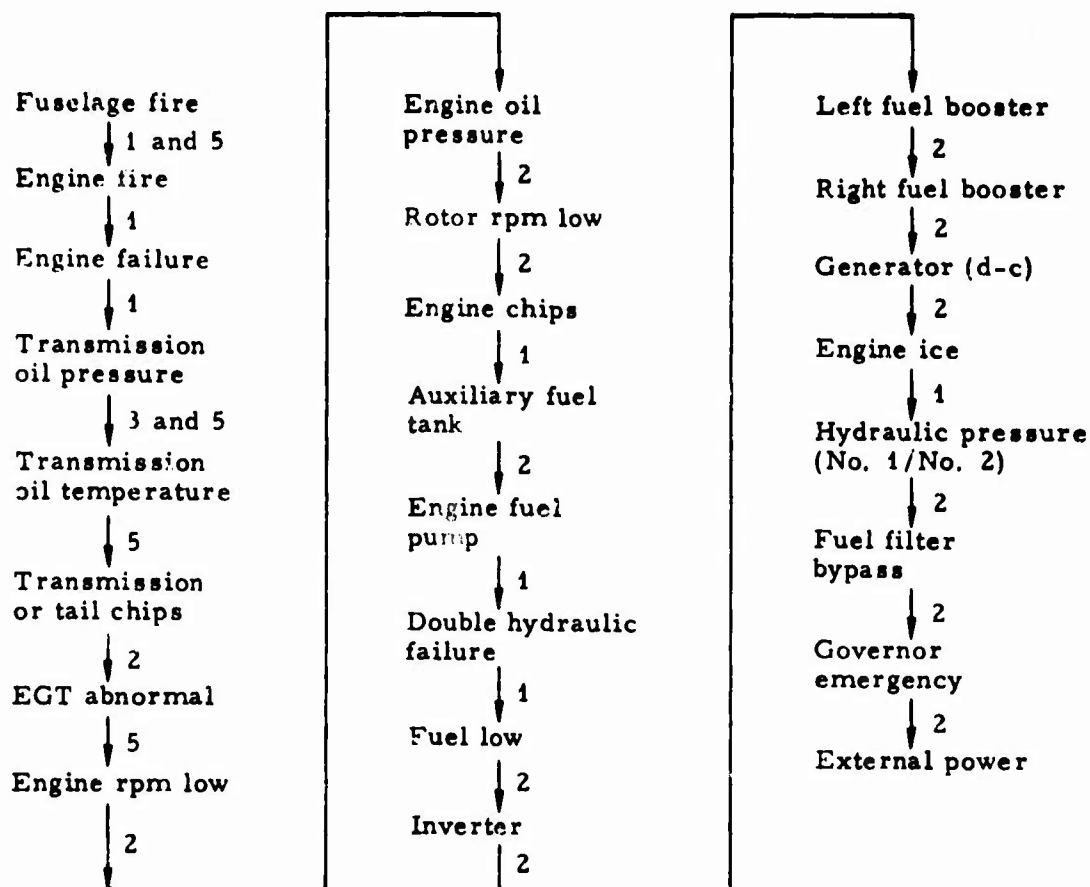 Fuselage fire
1 and 5
Engine fire
1
Engine failure
1
Transmission
oil pressure
3 and 5
Transmission
oil temperature
5
Transmission
or tail chips
2
EGT abnormal
5
Engine rpm low
2
Engine oil
pressure
2
Rotor rpm low
2
Engine chips
1
Auxiliary fuel
tank
2
Engine fuel
pump
1
Double hydraulic
failure
1
Fuel low
2
Inverter
2
Left fuel booster
2
Right fuel booster
2
Generator (d-c)
2
Engine ice
1
Hydraulic pressure
(No. 1/No. 2)
2
Fuel filter
bypass
2
Governor
emergency
2
External power